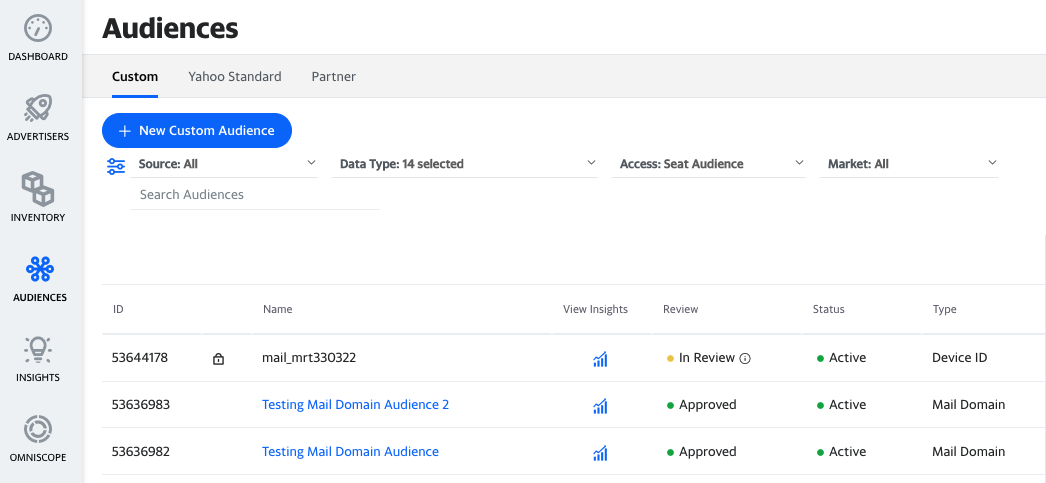 Audiences
DASHBOARD
Custom Yahoo Standard Partner
ADVERTISERS
+ New Custom Audience
Source: All Data Type: 14 selected Access: Seat Audience Market: All
Search Audiences
INVENTORY
AUDIENCES
ID Name View Insights Review Status Type
53644178 mail_mrt330322 In Review Active Device ID
INSIGHTS
53636983 Testing Mail Domain Audience 2 Approved Active Mail Domain
53636982 Testing Mail Domain Audience Approved Active Mail Domain
OMNISCOPE